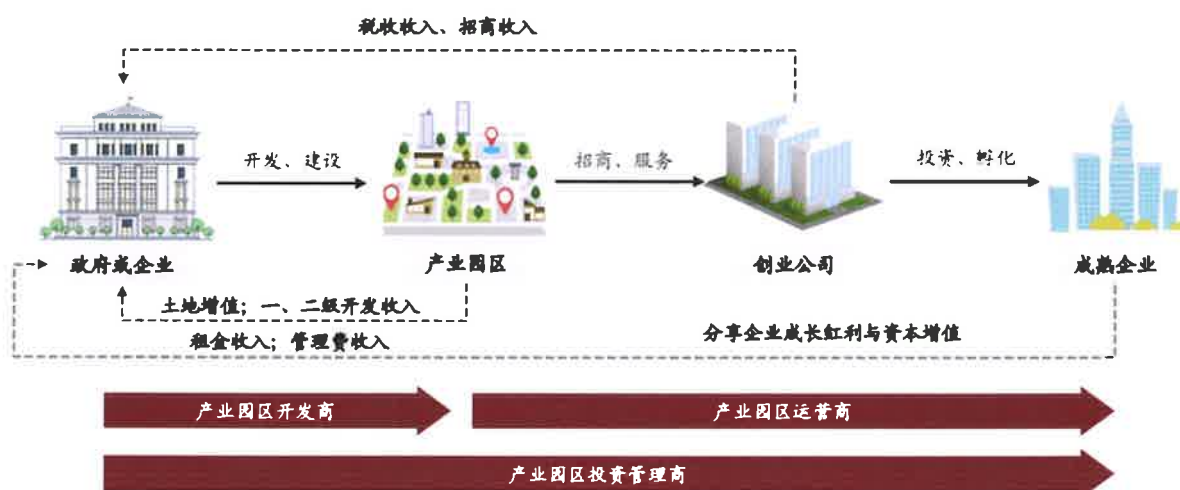 税收收入、招商收入
开发、建设
招商、服务
投资、孵化
政府或企业
产业园区
创业公司
成熟企业
土地增值；一、二级开发收入
租金收入；管理费收入
分享企业成长红利与资本增值
产业园区开发商
产业园区运营商
产业园区投资管理商